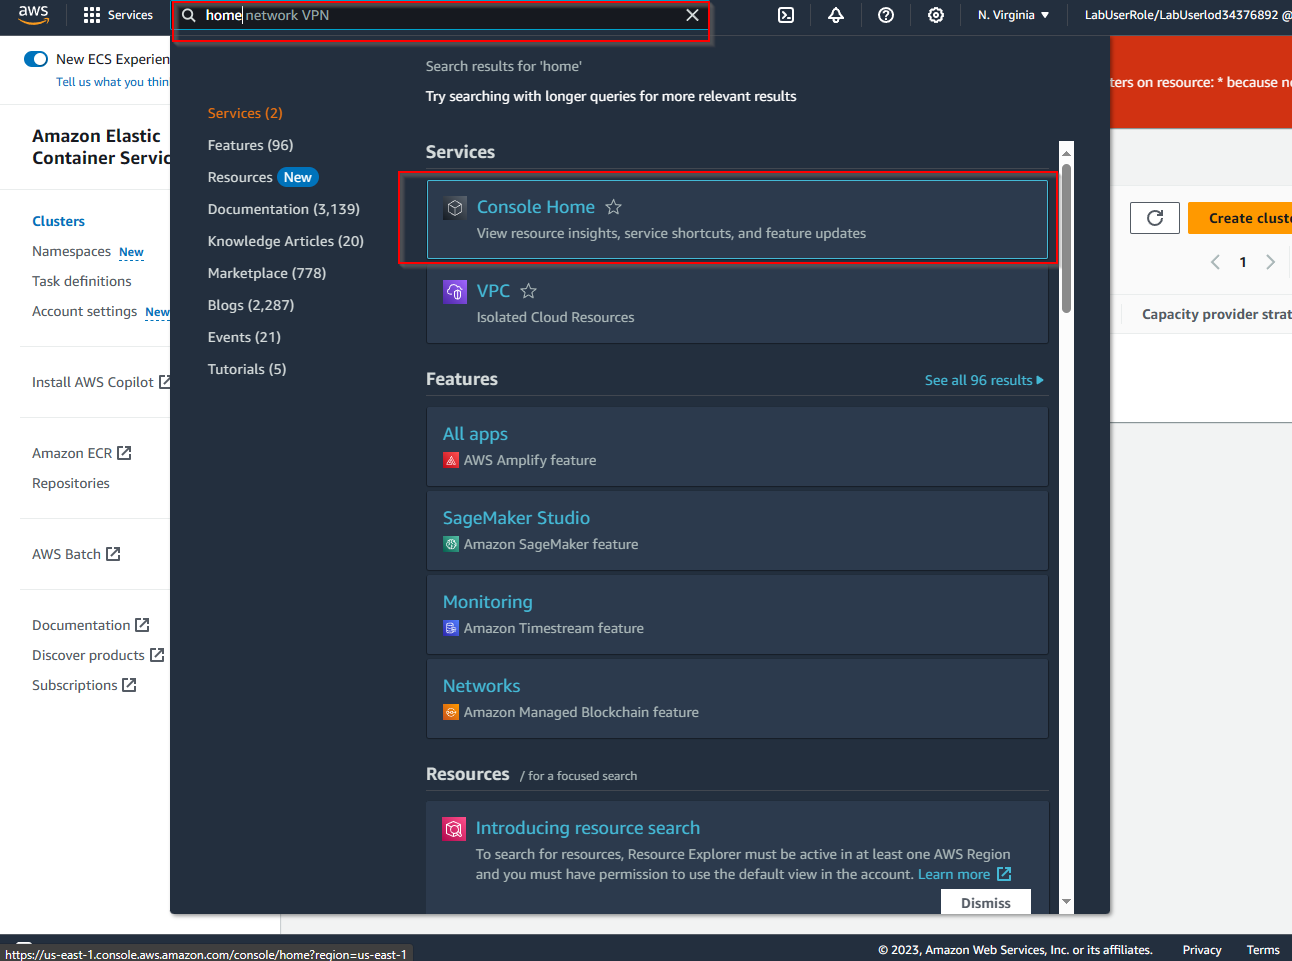 aws
Services
home network VPN
N. Virginia
LabUserRole/LabUserlod34376892 @
New ECS Experien
Tell us what you thin
Amazon Elastic
Container Servic
Clusters
Namespaces New
Task definitions
Account settings New
Install AWS Copilot
Amazon ECR
Repositories
AWS Batch
Documentation
Discover products
Subscriptions
Services (2)
Features (96)
Resources New
Documentation (3,139)
Knowledge Articles (20)
Marketplace (778)
Blogs (2,287)
Events (21)
Tutorials (5)
Search results for 'home'
Try searching with longer queries for more relevant results
Services
Console Home
View resource insights, service shortcuts, and feature updates
VPC
Isolated Cloud Resources
Features
See all 96 results
All apps
AWS Amplify feature
SageMaker Studio
Amazon SageMaker feature
Monitoring
Amazon Timestream feature
Networks
Amazon Managed Blockchain feature
Resources / for a focused search
Introducing resource search
To search for resources, Resource Explorer must be active in at least one AWS Region
and you must have permission to use the default view in the account. Learn more
Dismiss
ters on resource: * because no
Create cluste
1
Capacity provider strat
https://us-east-1.console.aws.amazon.com/console/home?region=us-east-1
© 2023, Amazon Web Services, Inc. or its affiliates.
Privacy
Terms